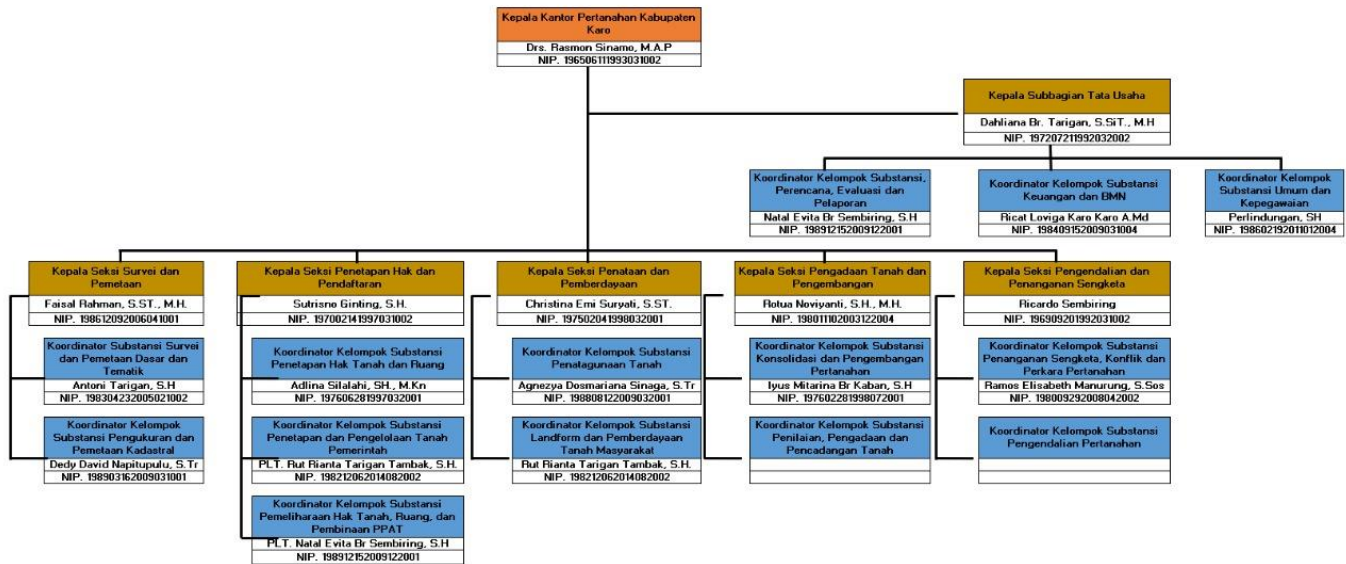 Kepala Kantor Pertanahan Kabupaten
Karo
Drs. Rasmon Sinamo, M.A.P
NIP. 196506111993031002
Kepala Subbagian Tata Usaha
Dahliana Br. Tarigan, S.SiT., M.H
NIP. 197207211992032002
Koordinator Kelompok Substansi,
Perencana, Evaluasi dan
Pelaporan
Natal Evita Br Sembiring, S.H
NIP. 198912152009122001
Koordinator Kelompok Substansi
Keuangan dan BMN
Ricat Loviga Karo Karo A.Md
NIP. 198409152009031004
Koordinator Kelompok
Substansi Umum dan
Kepegawaian
Perlindungan, SH
NIP. 198602192011012004
Kepala Seksi Survei dan
Pemetaan
Faisal Rahman, S.ST., M.H.
NIP. 198612092006041001
Koordinator Substansi Survei
dan Pemetaan Dasar dan
Tematik
Antoni Tarigan, S.H
NIP. 198304232005021002
Koordinator Kelompok
Substansi Pengukuran dan
Pemetaan Kadastral
Dedy David Napitupulu, S.Tr
NIP. 198903162009031001
Kepala Seksi Penetapan Hak dan
Pendaftaran
Sutrisno Ginting, S.H.
NIP. 197002141997031002
Koordinator Kelompok Substansi
Penetapan Hak Tanah dan Ruang
Adlina Silalahi, SH., M.Kn
NIP. 197606281997032001
Koordinator Kelompok Substansi
Penetapan dan Pengelolaan Tanah
Pemerintah
PLT. Rut Rianta Tarigan Tambak, S.H.
NIP. 198212062014082002
Koordinator Kelompok Substansi
Pemeliharaan Hak Tanah, Ruang, dan
Pembinaan PPAT
PLT. Natal Evita Br Sembiring, S.H
NIP. 198912152009122001
Kepala Seksi Penataan dan
Pemberdayaan
Christina Emi Suryati, S.ST.
NIP. 197502041998032001
Koordinator Kelompok Substansi
Penatagunaan Tanah
Agnezya Dosmariana Sinaga, S.Tr
NIP. 198808122009032001
Koordinator Kelompok Substansi
Landform dan Pemberdayaan
Tanah Masyarakat
Rut Rianta Tarigan Tambak, S.H.
NIP. 198212062014082002
Kepala Seksi Pengadaan Tanah dan
Pengembangan
Rotua Noviyanti, S.H., M.H.
NIP. 198011102003122004
Koordinator Kelompok Substansi
Konsolidasi dan Pengembangan
Pertanahan
Iyus Mitarina Br Kaban, S.H
NIP. 197602281998072001
Koordinator Kelompok Substansi
Penilaian, Pengadaan dan
Pencadangan Tanah
Kepala Seksi Pengendalian dan
Penanganan Sengketa
Ricardo Sembiring
NIP. 196909201992031002
Koordinator Kelompok Substansi
Penanganan Sengketa, Konflik dan
Perkara Pertanahan
Ramos Elisabeth Manurung, S.Sos
NIP. 198009292008042002
Koordinator Kelompok Substansi
Pengendalian Pertanahan